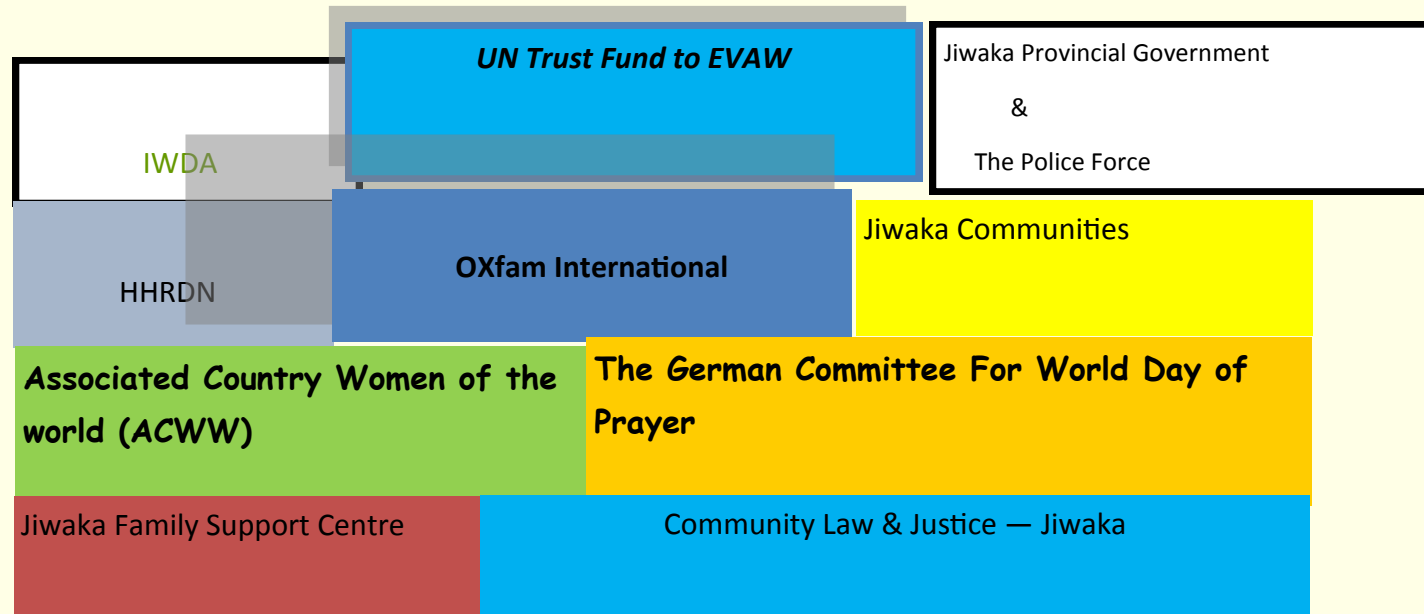 UN Trust Fund to EVAW
Jiwaka Provincial Government
&
The Police Force
IWDA
Jiwaka Communities
OXfam International
HHRDN
Associated Country Women of the
world (ACWW)
The German Committee For World Day of
Prayer
Jiwaka Family Support Centre
Community Law & Justice — Jiwaka